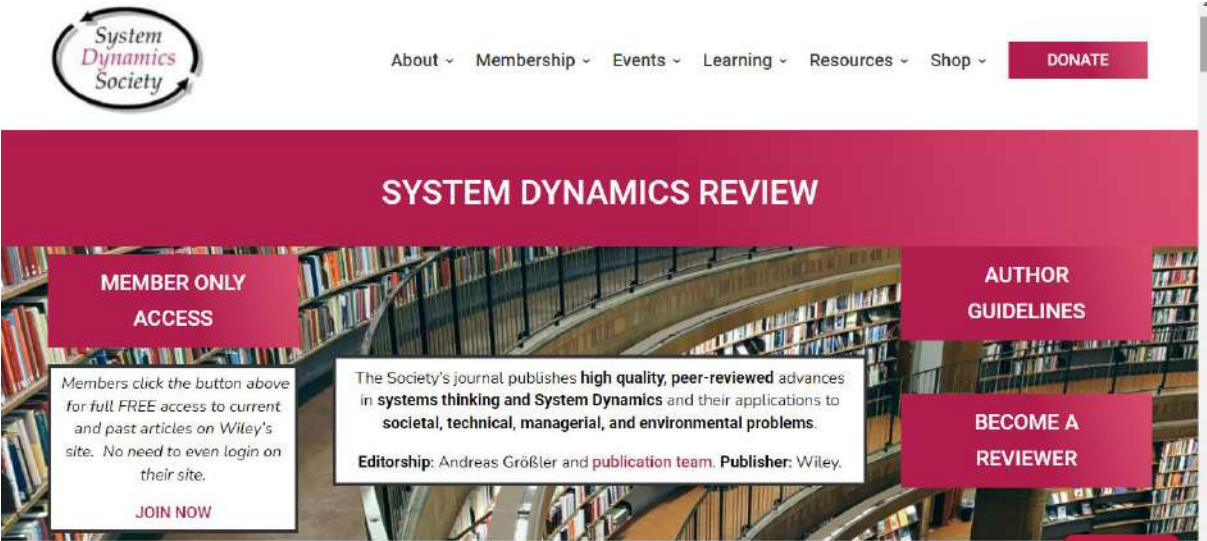 System
Dynamics
Society
About Membership Events Learning Resources Shop DONATE
SYSTEM DYNAMICS REVIEW
MEMBER ONLY
ACCESS
Members click the button above
for full FREE access to current
and past articles on Wiley's
site. No need to even login on
their site.
JOIN NOW
The Society's journal publishes high quality, peer-reviewed advances
in systems thinking and System Dynamics and their applications to
societal, technical, managerial, and environmental problems.
Editorship: Andreas Größler and publication team. Publisher: Wiley.
AUTHOR
GUIDELINES
BECOME A
REVIEWER